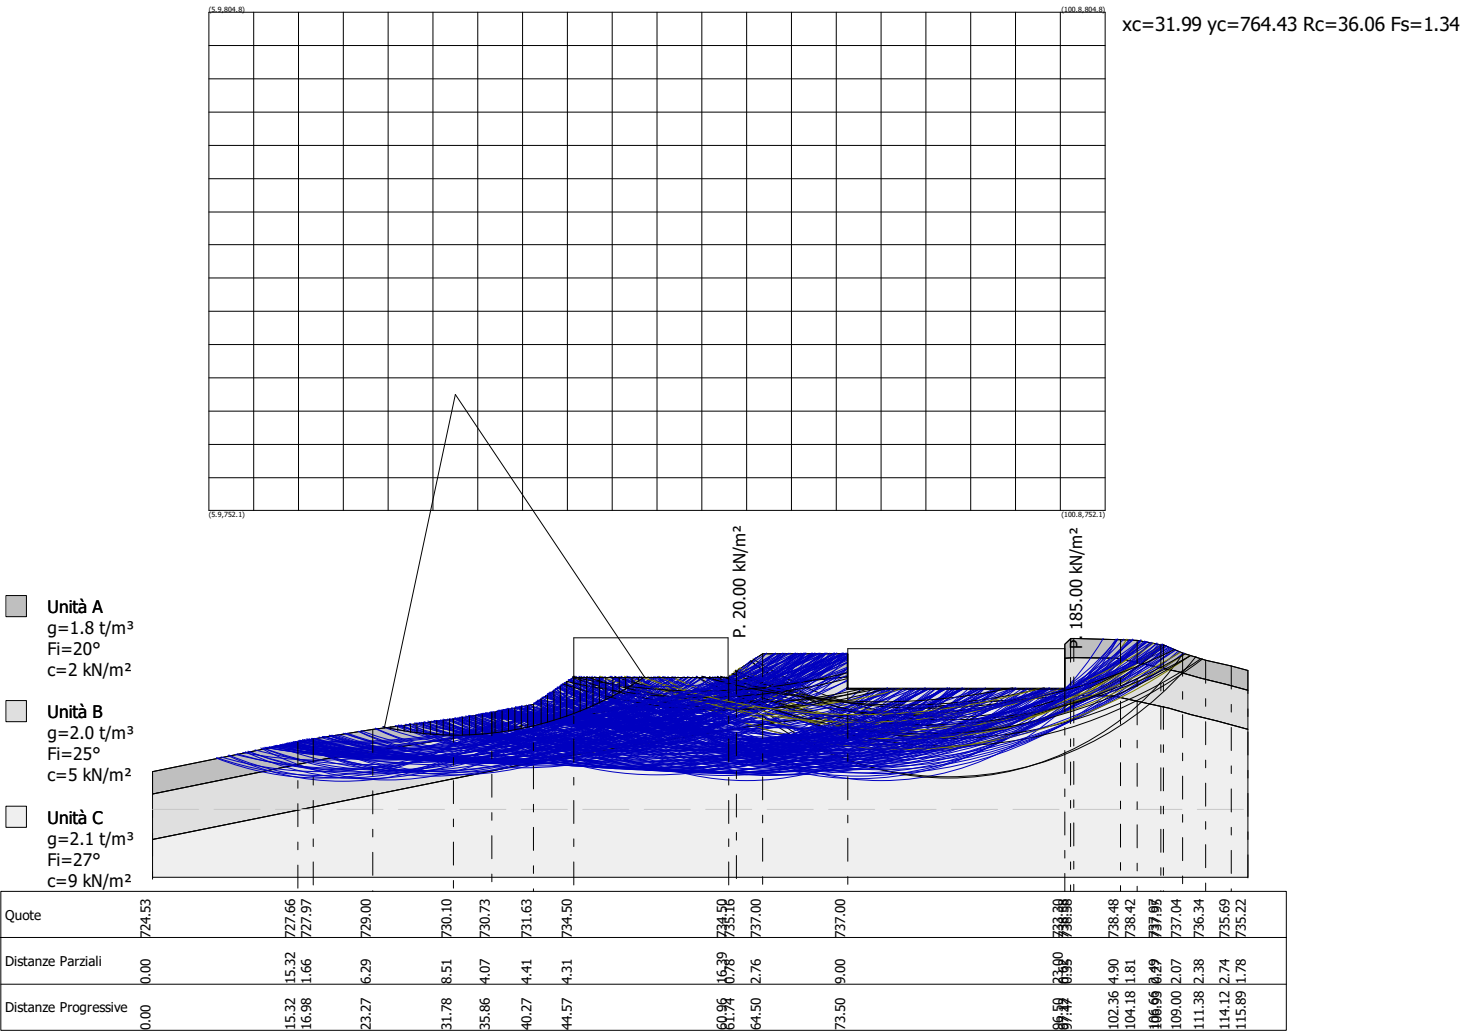 (5.9,804.8)
(100.8,804.8)
xc=31.99 yc=764.43 Rc=36.06 Fs=1.34
(5.9,752.1)
(100.8,752.1)
P. 20.00 kN/m²
P. 185.00 kN/m²
Unità A
g=1.8 t/m³
Fi=20°
c=2 kN/m²
Unità B
g=2.0 t/m³
Fi=25°
c=5 kN/m²
Unità C
g=2.1 t/m³
Fi=27°
c=9 kN/m²
Quote 724.53 727.66 727.97 729.00 730.10 730.73 731.63 734.50 734.50 735.16 737.00 737.00 738.48 738.42 737.04 736.34 735.69 735.22
Distanze Parziali 0.00 15.32 1.66 6.29 8.51 4.07 4.41 4.31 16.39 0.78 2.76 9.00 23.00 4.90 1.81 2.49 0.27 2.07 2.38 2.74 1.78
Distanze Progressive 0.00 15.32 16.98 23.27 31.78 35.86 40.27 44.57 60.96 61.74 64.50 73.50 96.50 97.47 102.36 104.18 109.00 111.38 114.12 115.89